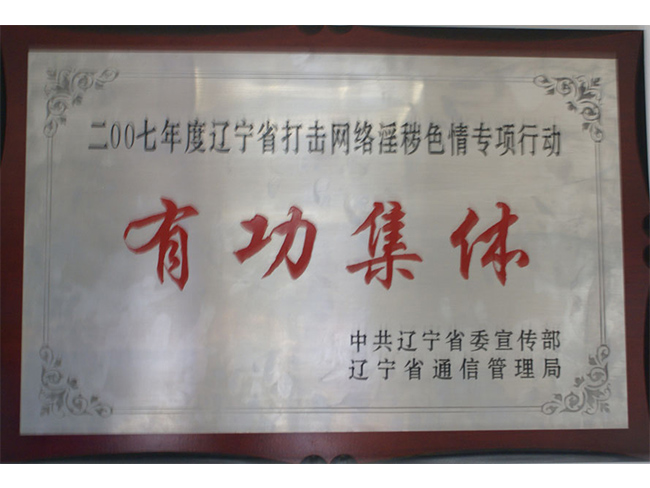 二00七年度辽宁省打击网络淫秽色情专项行动
有功集体
中共辽宁省委宣传部
辽宁省通信管理局